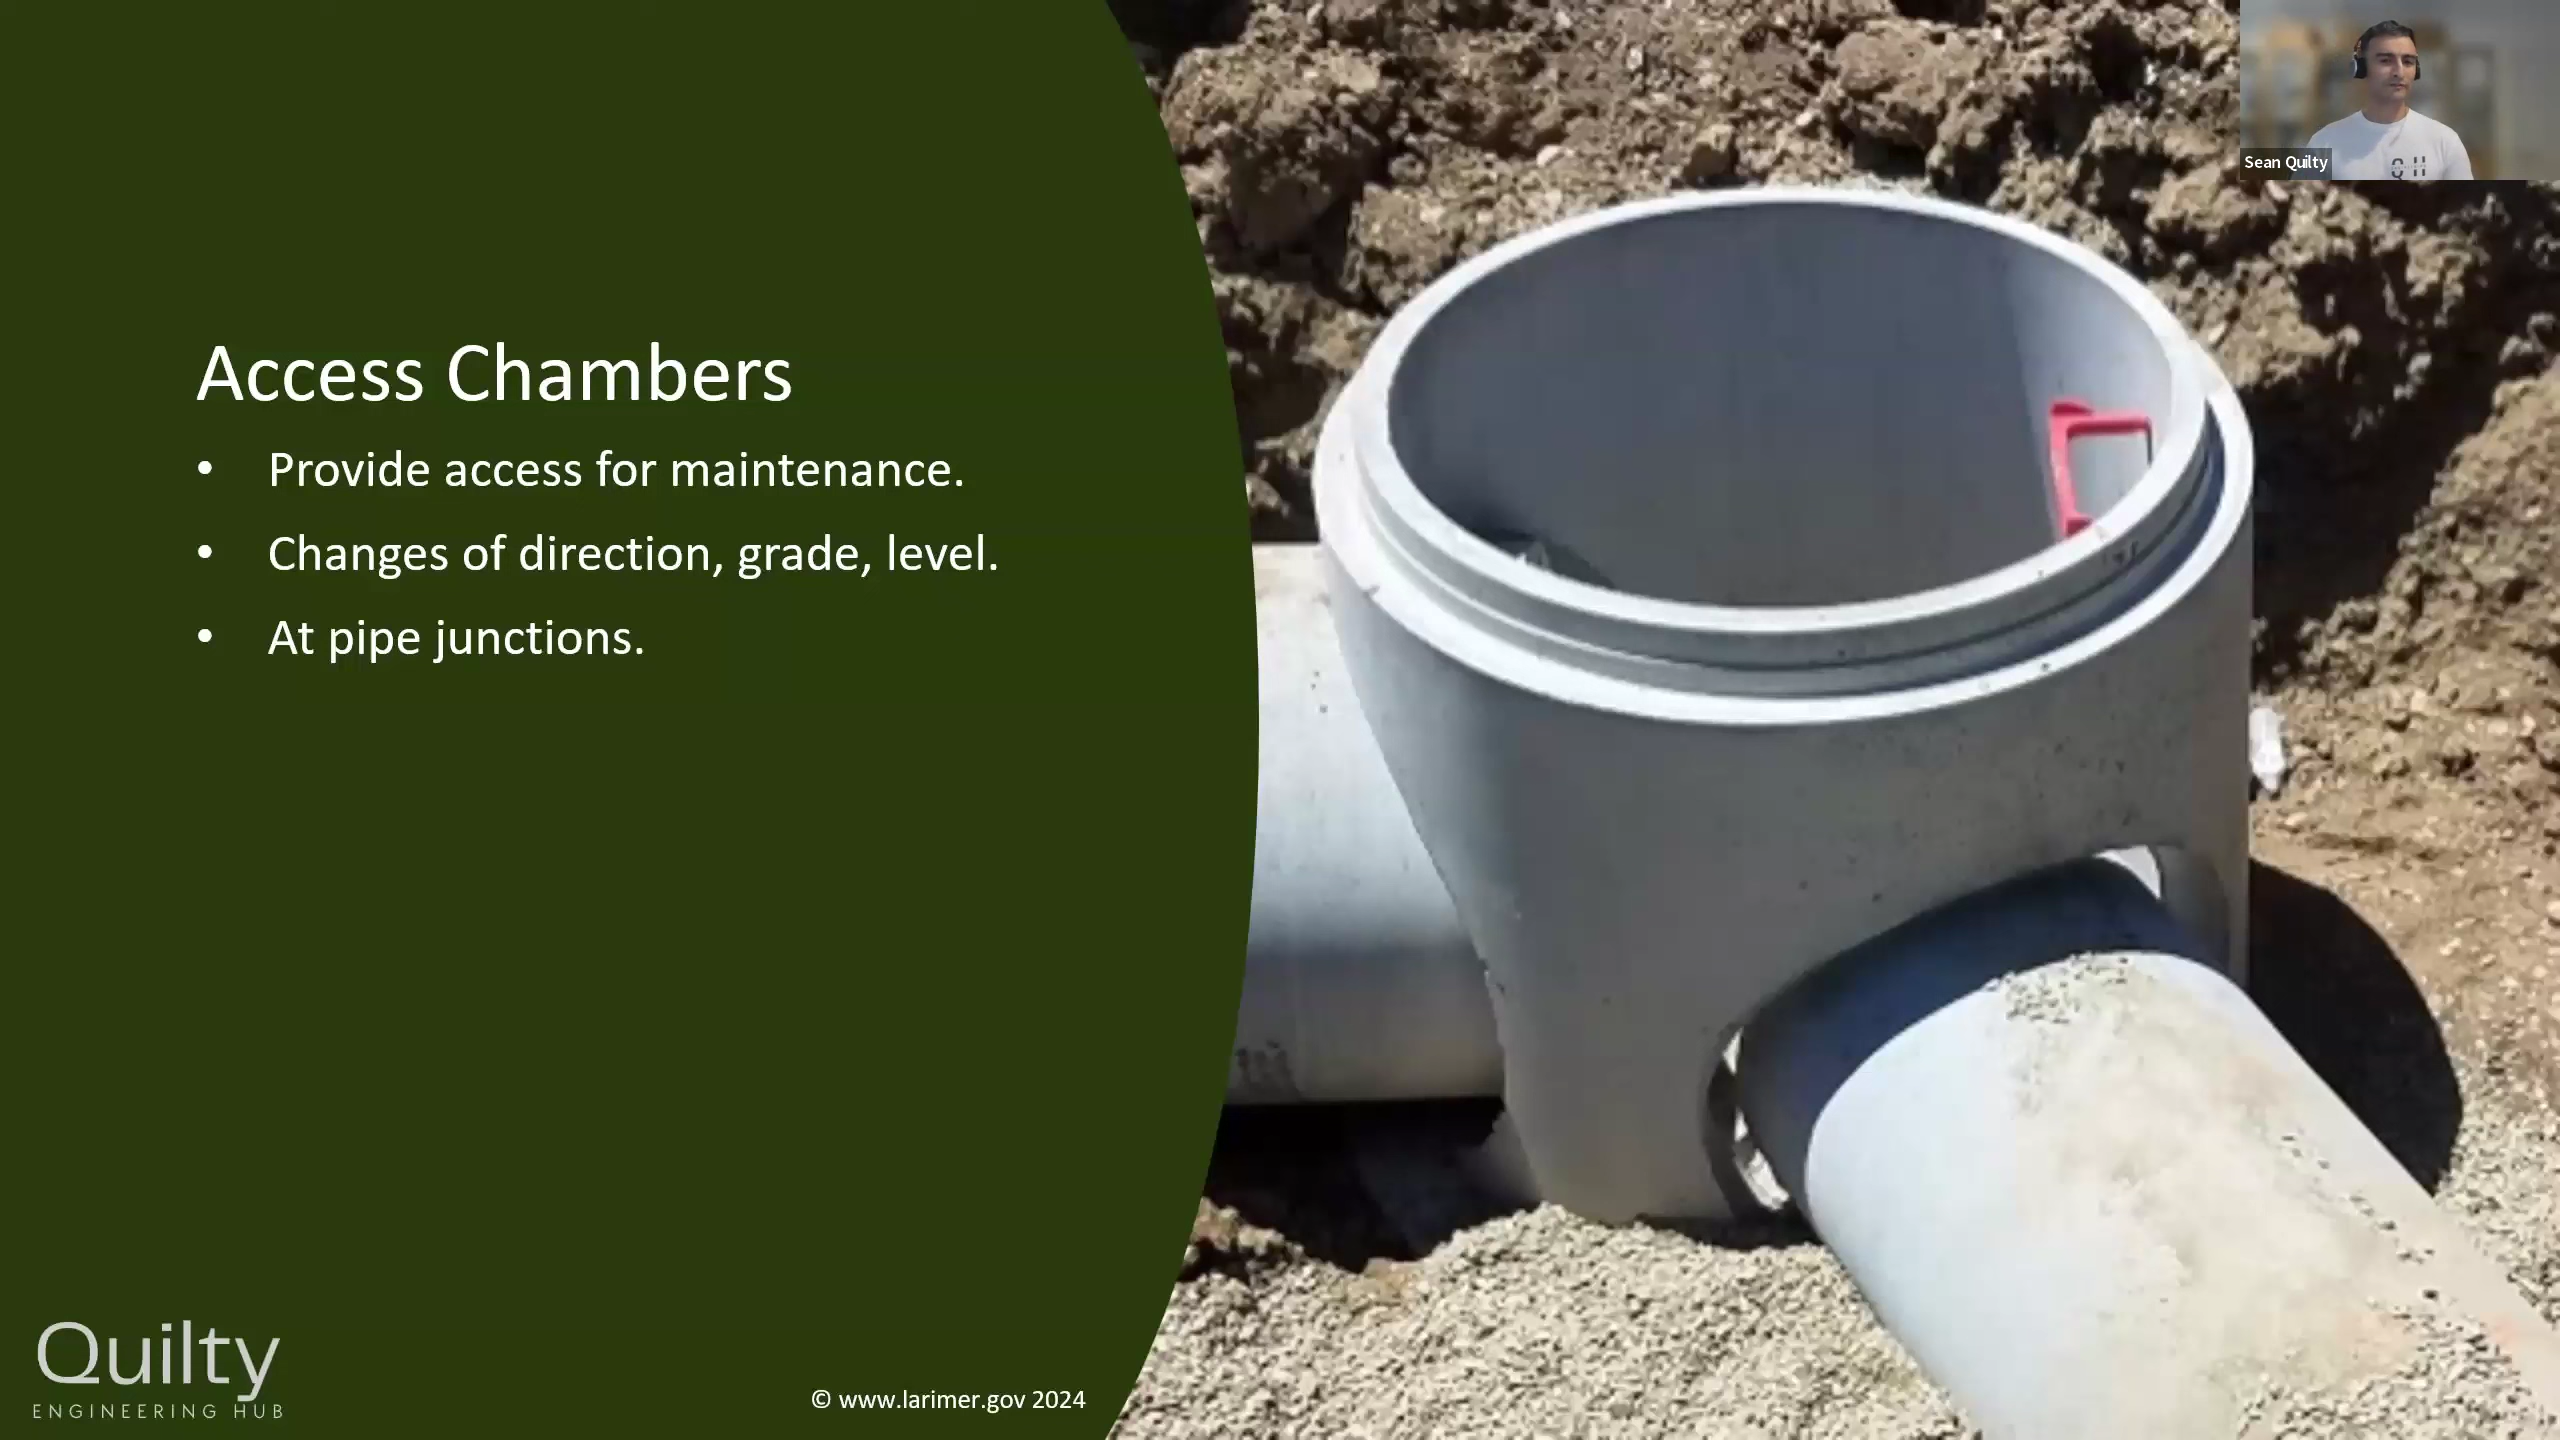 Sean Quilty
Access Chambers
• Provide access for maintenance.
• Changes of direction, grade, level.
• At pipe junctions.
Quilty
ENGINEERING HUB
© www.larimer.gov 2024